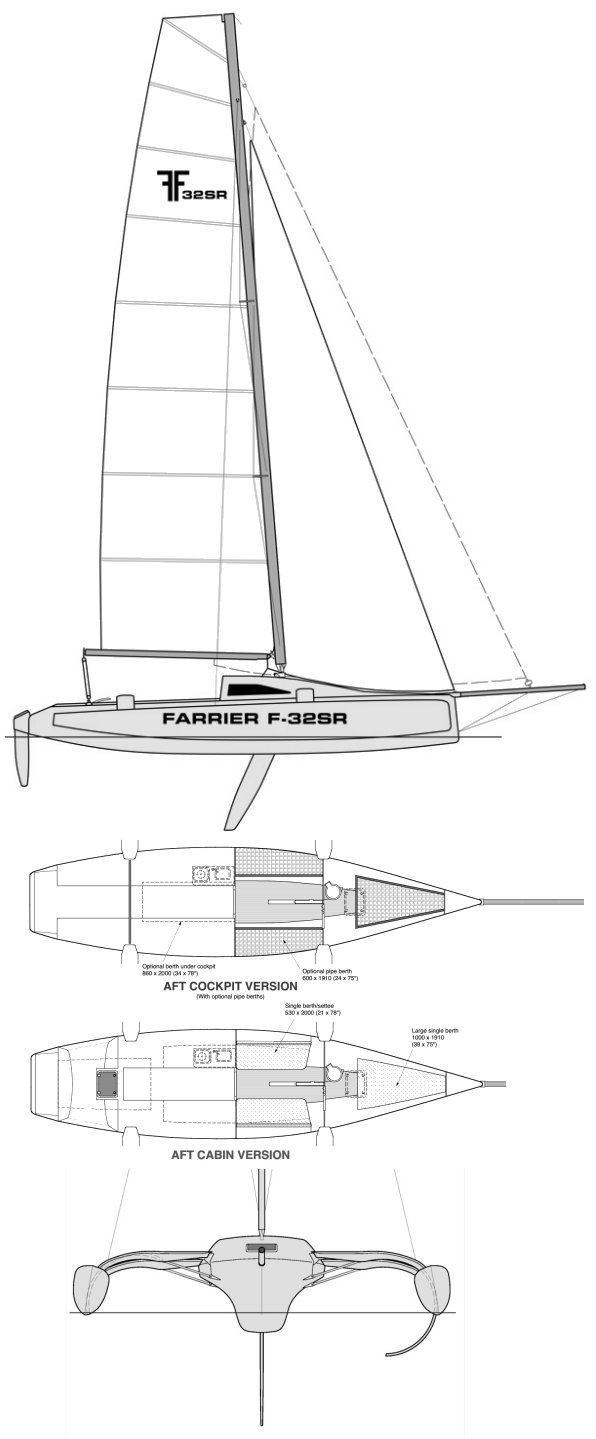 FF 32SR
FARRIER F-32SR
Optional berth under cockpit
860 x 2000 (34 x 78")
Optional pipe berth
600 x 1910 (24 x 75")
AFT COCKPIT VERSION
(With optional pipe berths)
Single berth/settee
530 x 2000 (21 x 78")
Large single berth
1000 x 1910
(39 x 75")
AFT CABIN VERSION